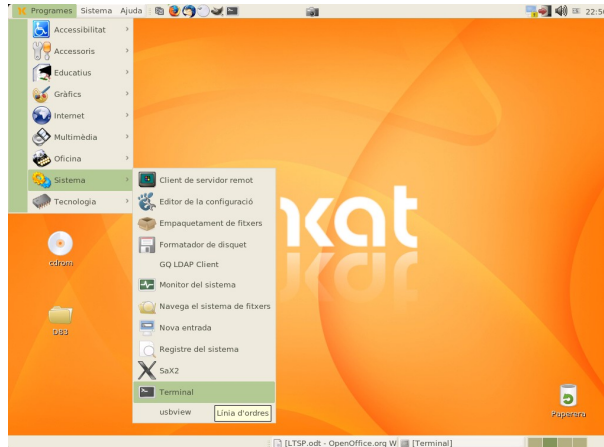 Programes Sistema Ajuda
22:50
Accessibilitat
Accessoris
Educatius
Gràfics
Internet
Multimèdia
Oficina
Sistema
Tecnologia
Client de servidor remot
Editor de la configuració
Empaquetament de fitxers
Formatador de disquet
GQ LDAP Client
Monitor del sistema
Navega el sistema de fitxers
Nova entrada
Registre del sistema
SaX2
Terminal
usbview
Línia d'ordres
kat
cdrom
Paperera
[LTSP.odt - OpenOffice.org W
[Terminal]